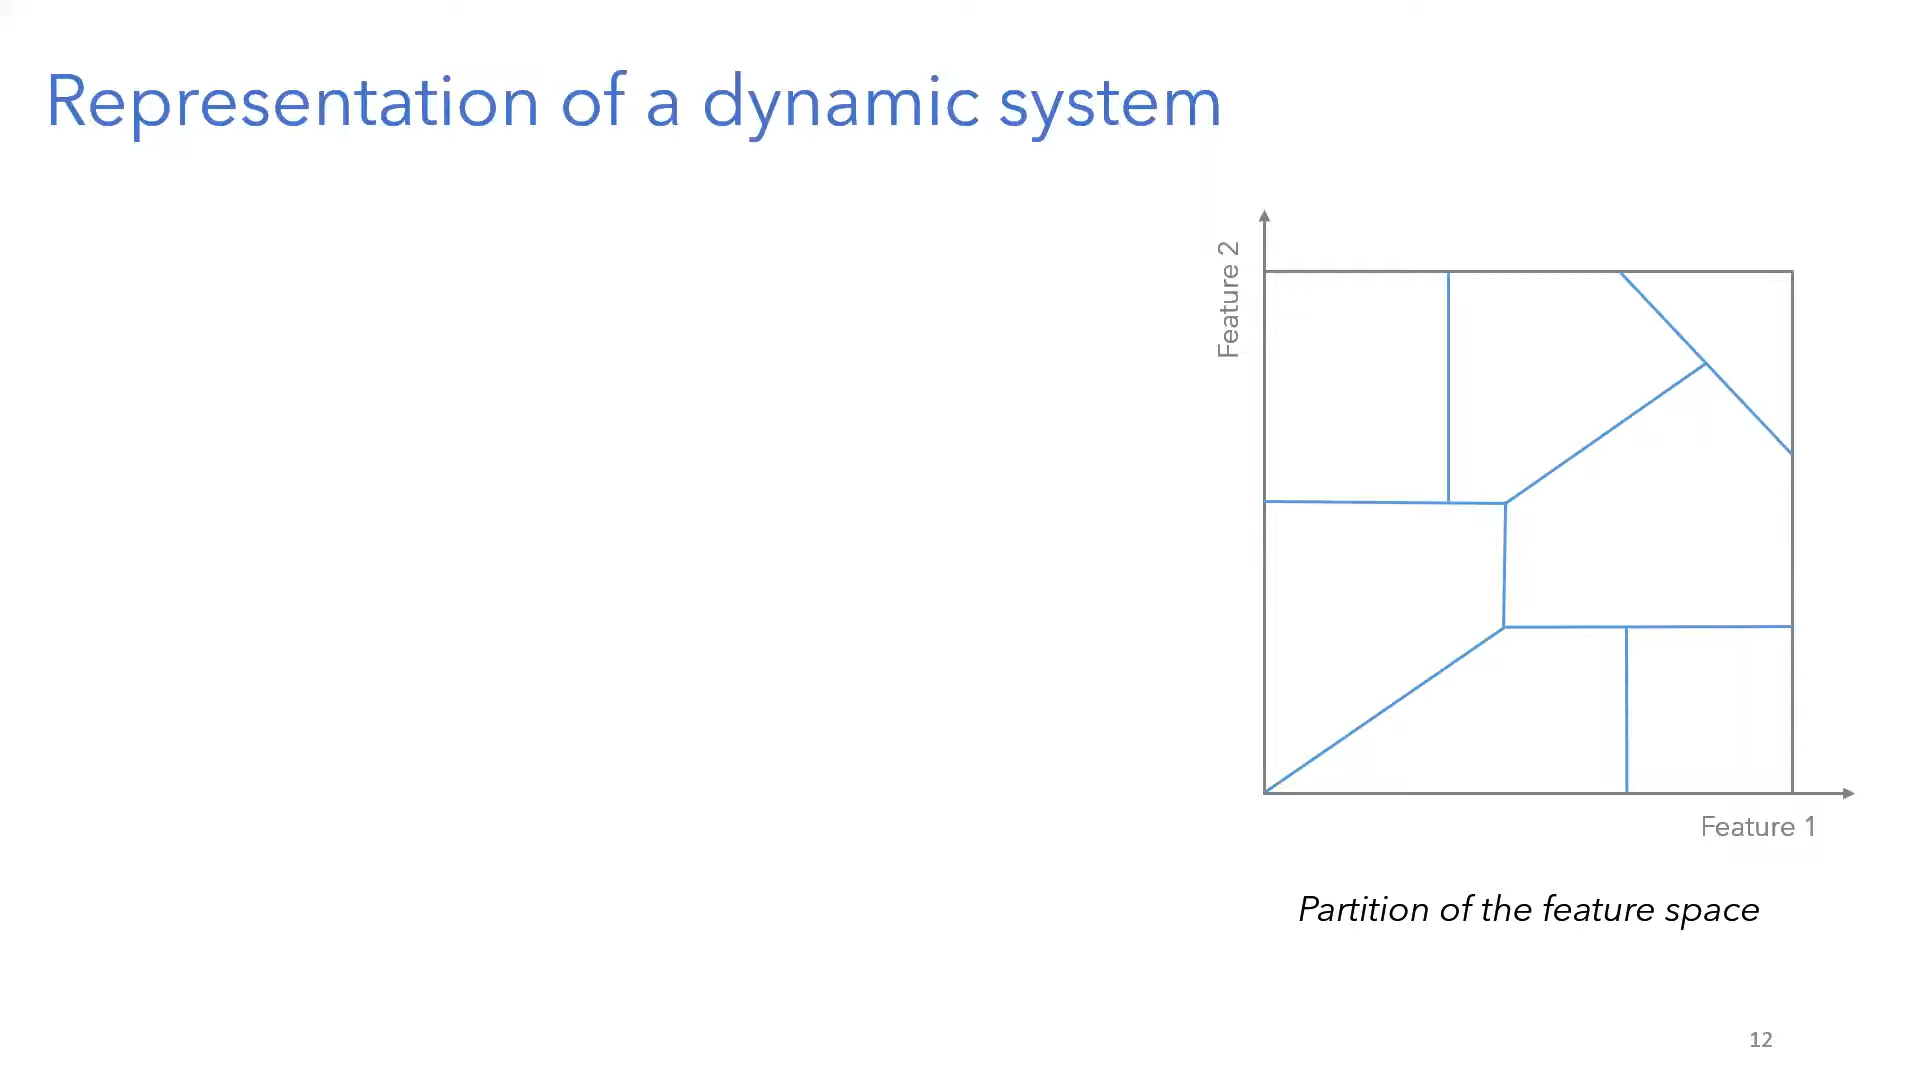 Representation of a dynamic system
Feature 2
Feature 1
Partition of the feature space
12